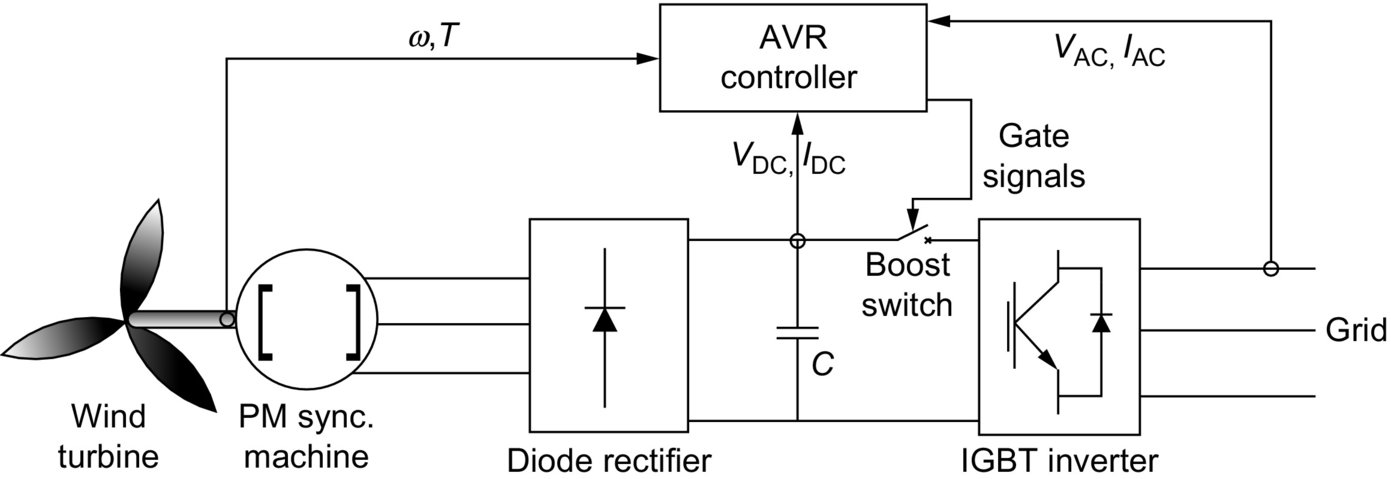 ω,T
AVR
controller
VAC, IAC
Gate
signals
VDC, IDC
Boost
switch
C
Grid
Wind
turbine
PM sync.
machine
Diode rectifier
IGBT inverter